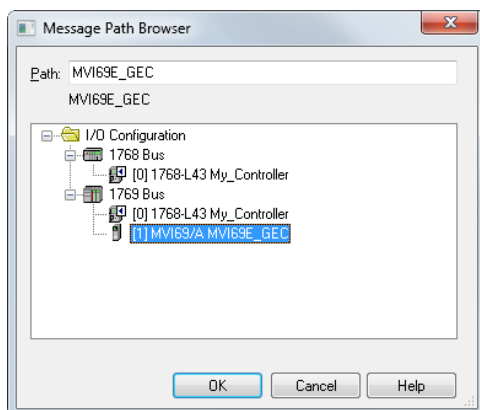 Message Path Browser
Path: MVI69E_GEC
MVI69E_GEC
I/O Configuration
1768 Bus
[0] 1768-L43 My_Controller
1769 Bus
[0] 1768-L43 My_Controller
[1] MVI69/A MVI69E_GEC
OK Cancel Help